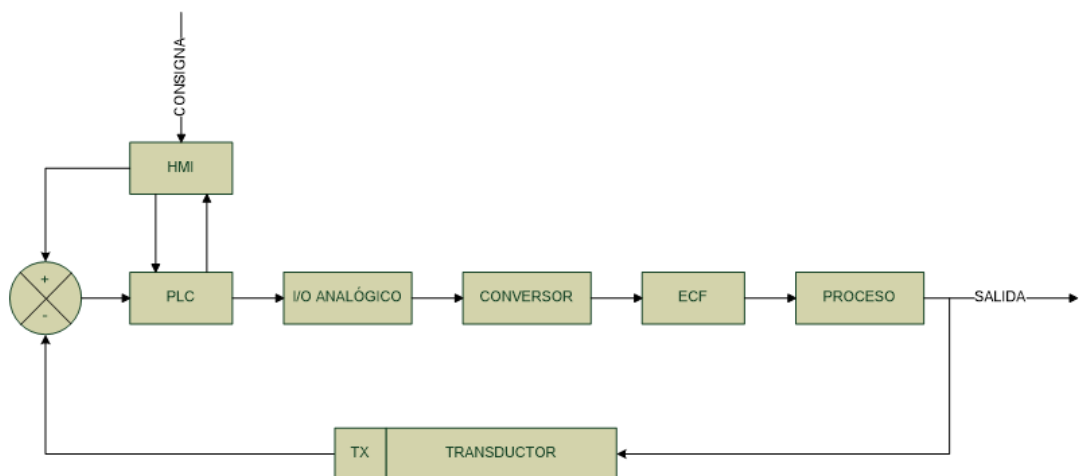 CONSIGNA
HMI
+
-
PLC
I/O ANALÓGICO
CONVERSOR
ECF
PROCESO
SALIDA
TX
TRANSDUCTOR